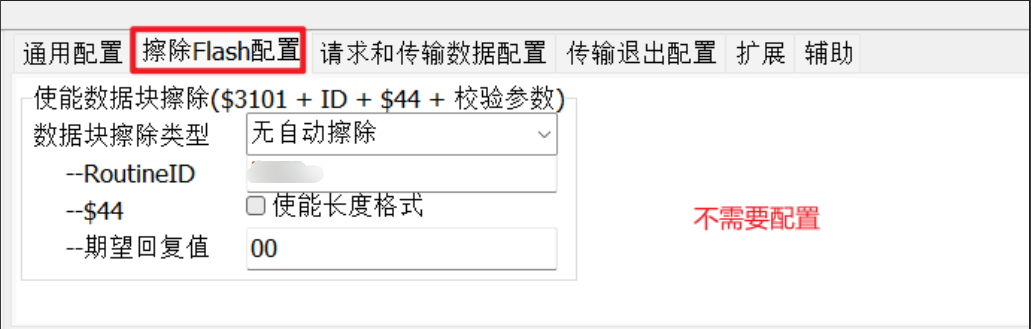 通用配置 擦除Flash配置 请求和传输数据配置 传输退出配置 扩展 辅助
使能数据块擦除($3101 + ID + $44 + 校验参数)
数据块擦除类型 无自动擦除
--RoutineID
--$44 使能长度格式
不需要配置
--期望回复值 00